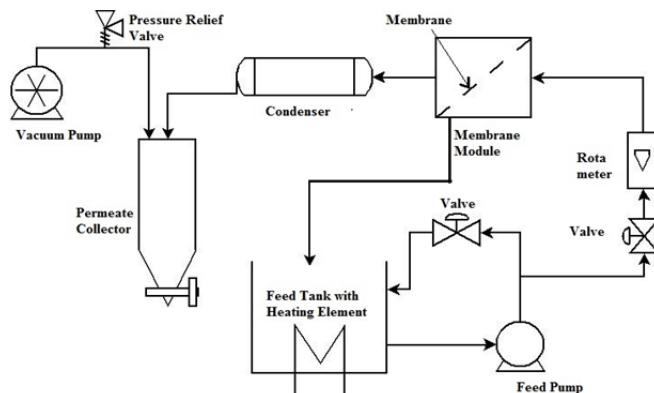 Pressure Relief
Valve
Membrane
Vacuum Pump
Condenser
Membrane
Module
Rota
meter
Permeate
Collector
Valve
Valve
Feed Tank with
Heating Element
Feed Pump